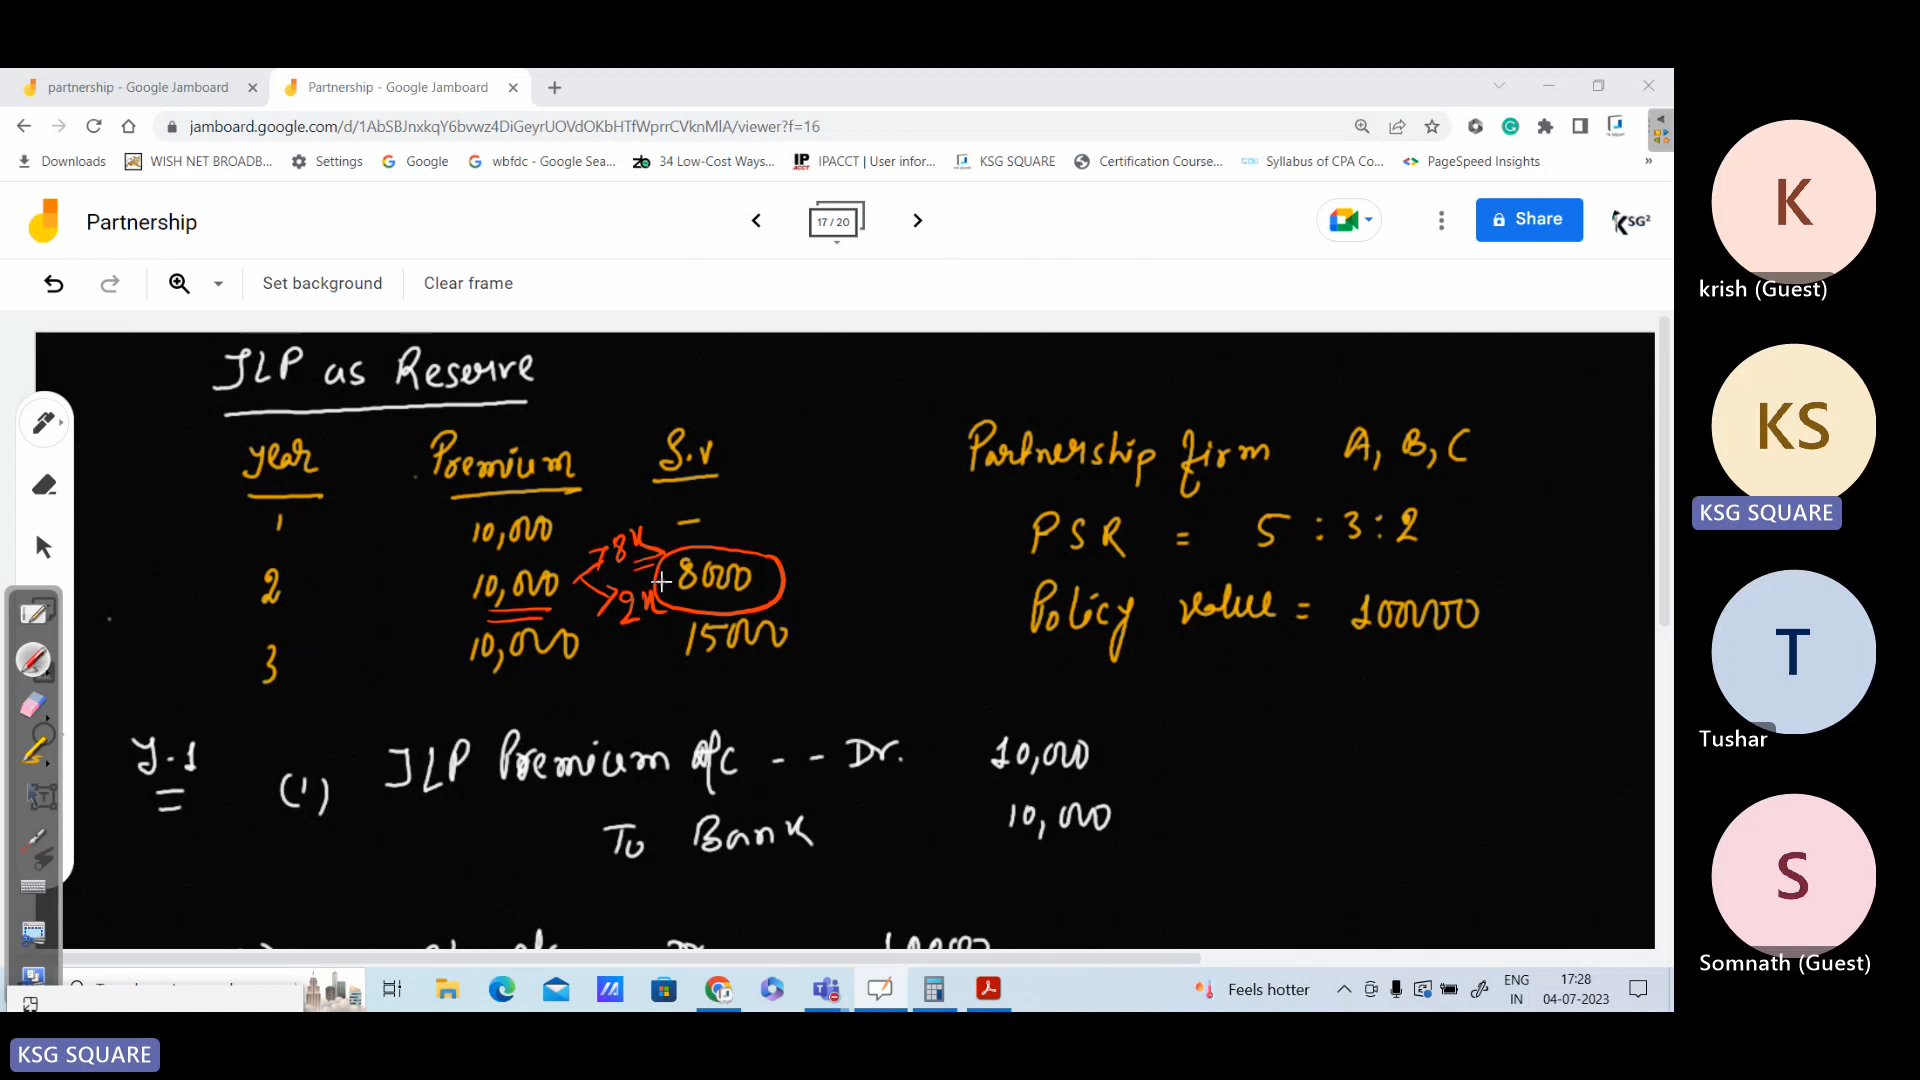 partnership - Google Jamboard
Partnership - Google Jamboard
jamboard.google.com/d/1AbSBJnxkqY6bvwz4DiGeyrUOVdOKbHTfWprrCVknMlA/viewer?f=16
Downloads WISH NET BROADB... Settings Google wbfdc - Google Sea... 34 Low-Cost Ways... IPACCT | User infor... KSG SQUARE Certification Course... Syllabus of CPA Co... PageSpeed Insights »
Partnership
17 / 20
Share
KSG²
Set background
Clear frame
JLP as Reserve
Year Premium S.V
1 10,000 -
2 10,000 8000
8K
2K
3 10,000 15000
Partnership firm A, B, C
PSR = 5 : 3 : 2
Policy value = 100000
Y-1 (1) JLP Premium A/c -- Dr. 10,000
To Bank 10,000
Feels hotter
ENG
IN
17:28
04-07-2023
K
krish (Guest)
KS
KSG SQUARE
T
Tushar
S
Somnath (Guest)
KSG SQUARE